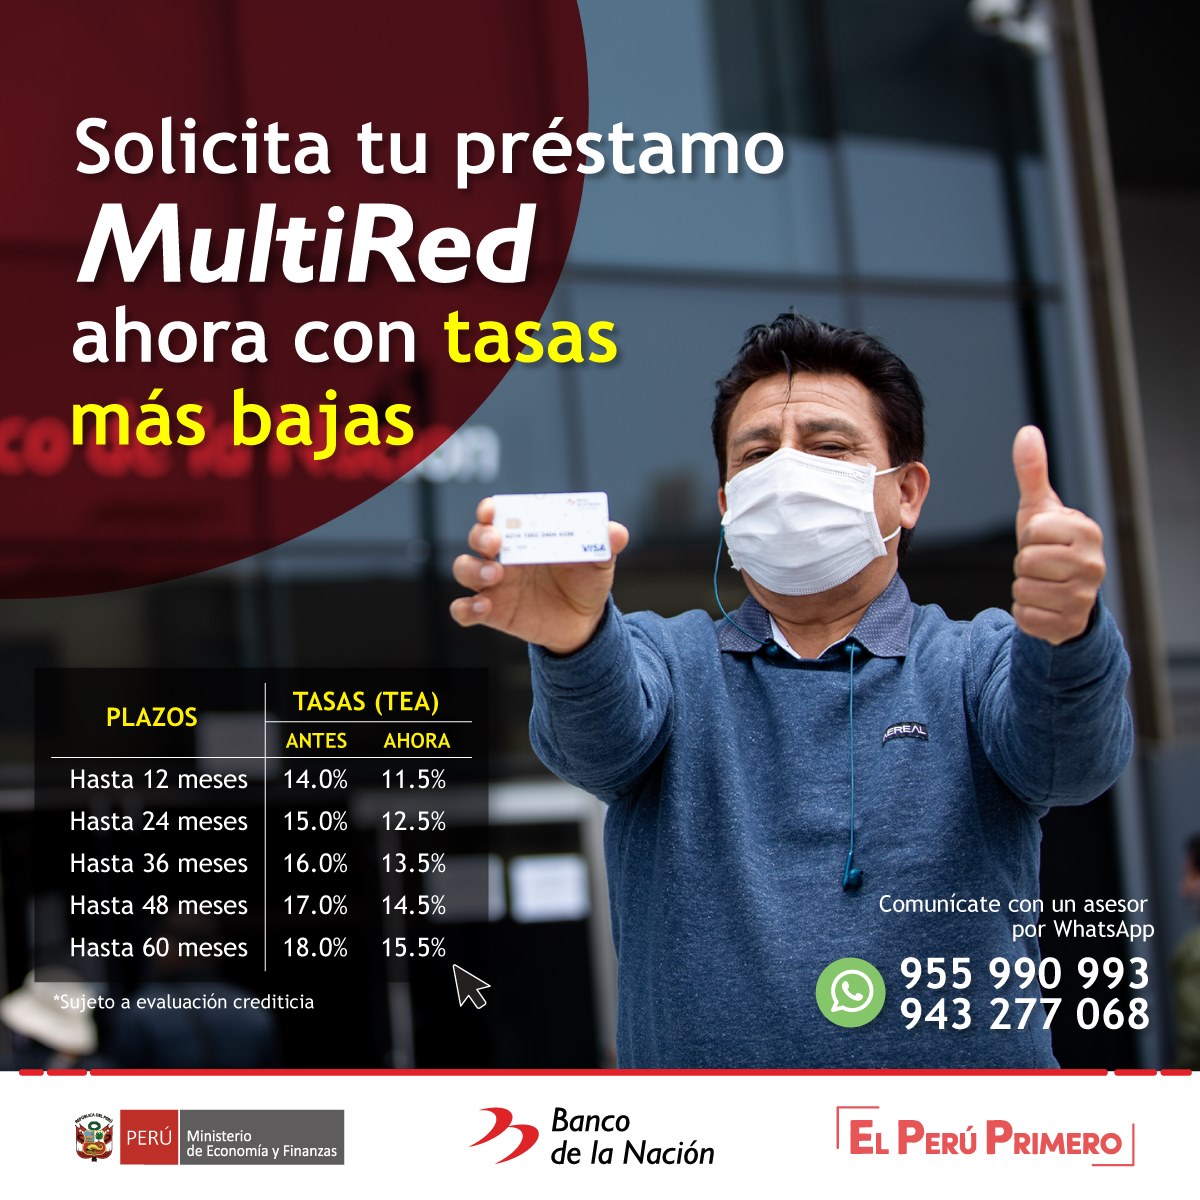 Solicita tu préstamo
MultiRed
ahora con tasas
más bajas
VISA
AEREAL
PLAZOS
TASAS (TEA)
ANTES AHORA
Hasta 12 meses 14.0% 11.5%
Hasta 24 meses 15.0% 12.5%
Hasta 36 meses 16.0% 13.5%
Hasta 48 meses 17.0% 14.5%
Hasta 60 meses 18.0% 15.5%
*Sujeto a evaluación crediticia
Comunícate con un asesor
por WhatsApp
955 990 993
943 277 068
PERÚ
Ministerio
de Economía y Finanzas
Banco
de la Nación
EL PERÚ PRIMERO